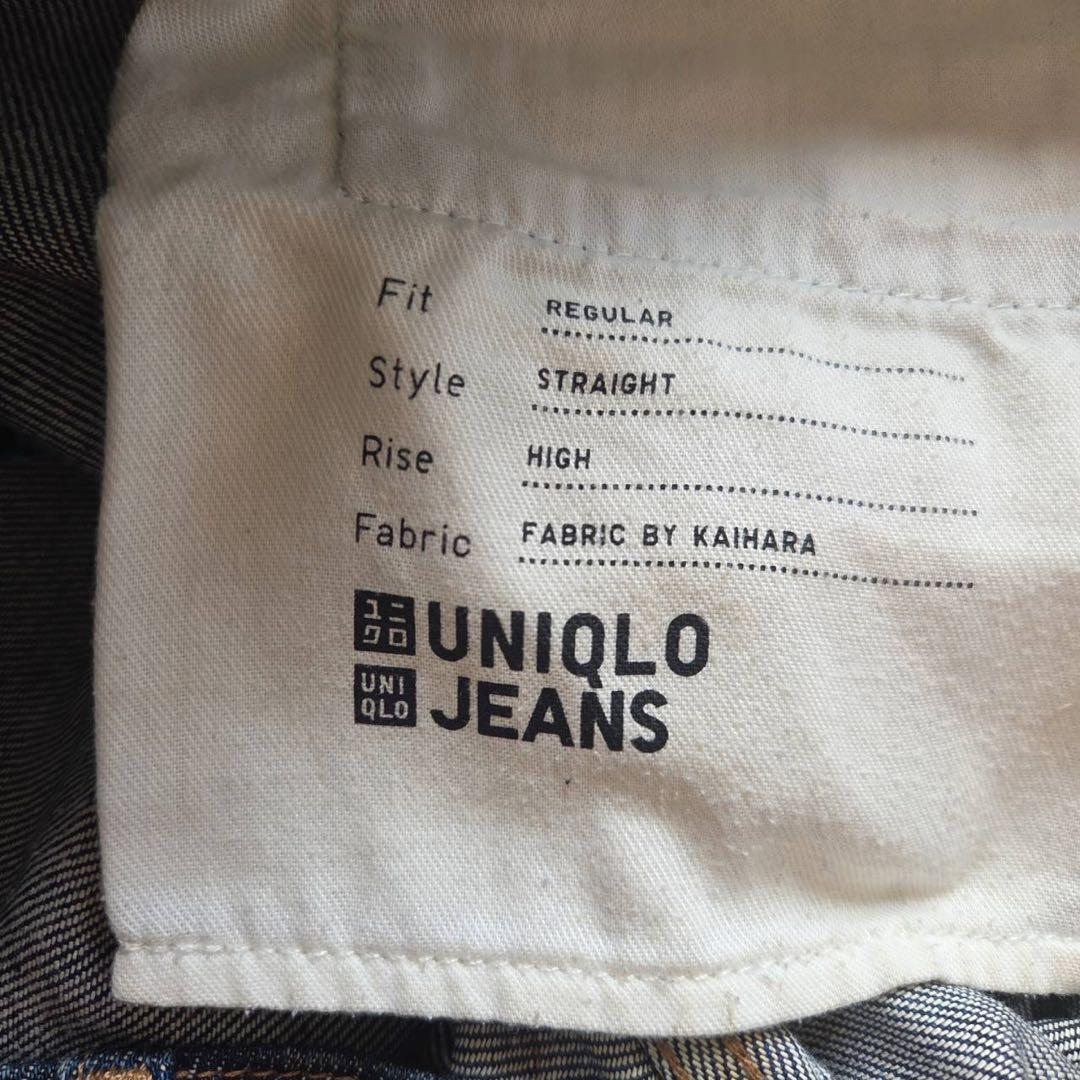 Fit REGULAR
Style STRAIGHT
Rise HIGH
Fabric FABRIC BY KAIHARA
ユニ
クロ
UNIQLO
UNI
QLO
JEANS